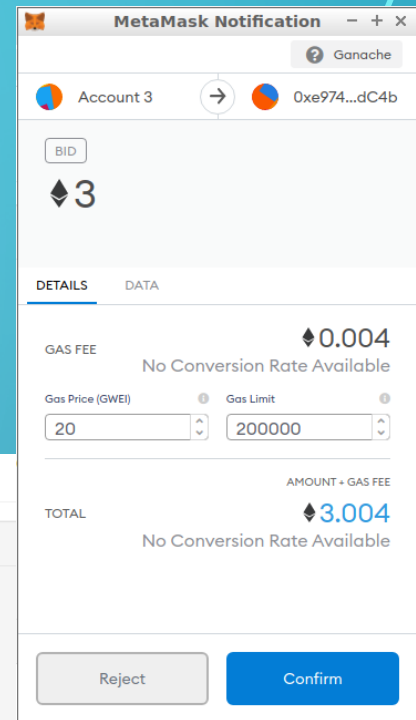 MetaMask Notification
Ganache
Account 3 0xe974...dC4b
BID
3
DETAILS DATA
GAS FEE 0.004
No Conversion Rate Available
Gas Price (GWEI) Gas Limit
20 200000
AMOUNT + GAS FEE
TOTAL 3.004
No Conversion Rate Available
Reject Confirm